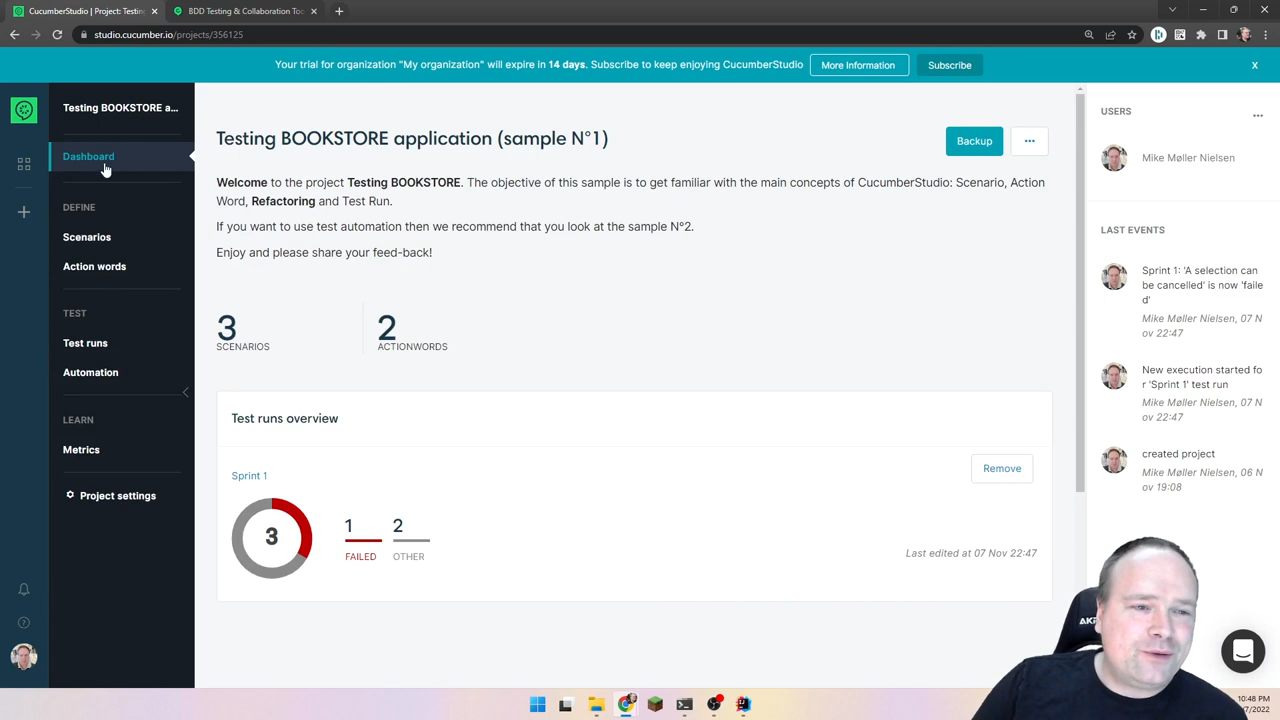 CucumberStudio | Project: Testing
BDD Testing & Collaboration Too
studio.cucumber.io/projects/356125
Your trial for organization "My organization" will expire in 14 days. Subscribe to keep enjoying CucumberStudio
More Information
Subscribe
X
Testing BOOKSTORE a...
Dashboard
DEFINE
Scenarios
Action words
TEST
Test runs
Automation
LEARN
Metrics
Project settings
Testing BOOKSTORE application (sample N°1)
Backup
...
Welcome to the project Testing BOOKSTORE. The objective of this sample is to get familiar with the main concepts of CucumberStudio: Scenario, Action
Word, Refactoring and Test Run.
If you want to use test automation then we recommend that you look at the sample N°2.
Enjoy and please share your feed-back!
3
SCENARIOS
2
ACTIONWORDS
Test runs overview
Sprint 1
Remove
3
1
FAILED
2
OTHER
Last edited at 07 Nov 22:47
USERS
...
Mike Møller Nielsen
LAST EVENTS
Sprint 1: 'A selection can
be cancelled' is now 'faile
d'
Mike Møller Nielsen, 07 N
ov 22:47
New execution started fo
r 'Sprint 1' test run
Mike Møller Nielsen, 07 N
ov 22:47
created project
Mike Møller Nielsen, 06 N
ov 19:08
10:48 PM
7/2022